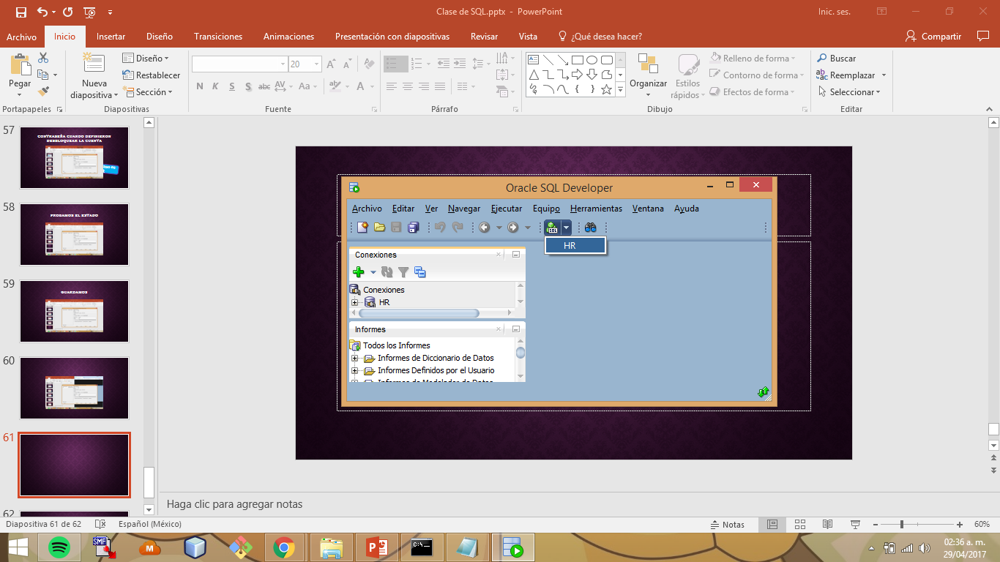 Clase de SQL.pptx - PowerPoint
Inic. ses.
Archivo
Inicio
Insertar
Diseño
Transiciones
Animaciones
Presentación con diapositivas
Revisar
Vista
¿Qué desea hacer?
Compartir
Pegar
Nueva diapositiva
Diseño
Restablecer
Sección
20
N K S S abc AV Aa A
Organizar
Estilos rápidos
Relleno de forma
Contorno de forma
Efectos de forma
Buscar
Reemplazar
Seleccionar
Portapapeles
Diapositivas
Fuente
Párrafo
Dibujo
Editar
57
CONTRASEÑA CUANDO DEFINIERON
DESBLOQUEAR LA CUENTA
58
PROBAMOS EL ESTADO
59
GUARDAMOS
60
61
62
Oracle SQL Developer
Archivo Editar Ver Navegar Ejecutar Equipo Herramientas Ventana Ayuda
SQL
HR
Conexiones
Conexiones
HR
Informes
Todos los Informes
Informes de Diccionario de Datos
Informes Definidos por el Usuario
Informes de Modelador de Datos
Haga clic para agregar notas
Diapositiva 61 de 62
Español (México)
Notas
60%
SMF
C:\_
02:36 a. m.
29/04/2017